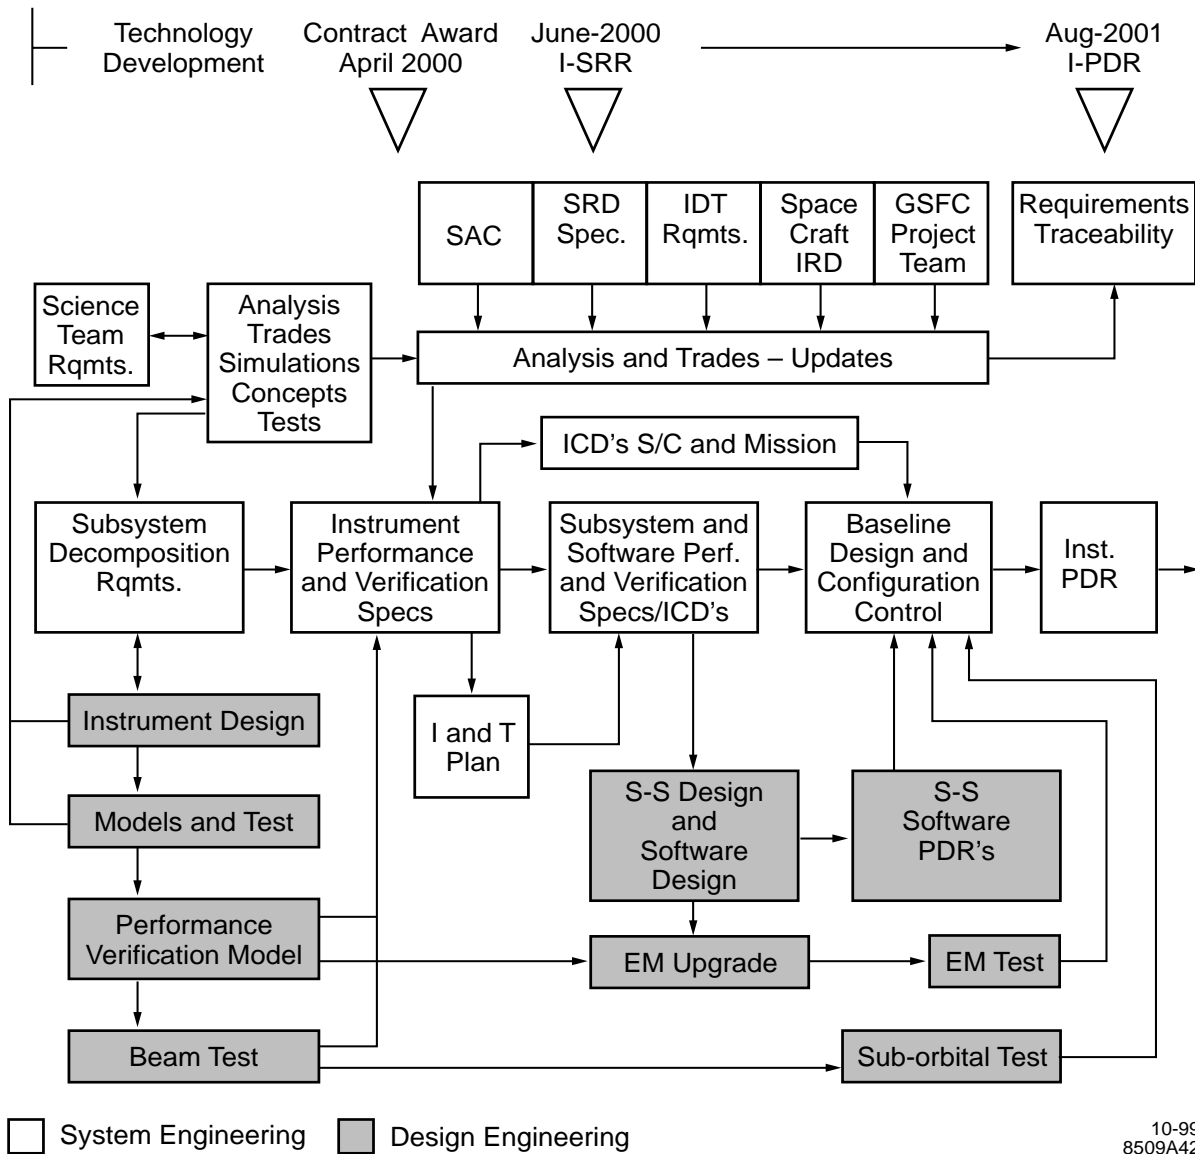 Technology
Development
Contract Award
April 2000
June-2000
I-SRR
Aug-2001
I-PDR
SAC
SRD
Spec.
IDT
Rqmts.
Space
Craft
IRD
GSFC
Project
Team
Requirements
Traceability
Science
Team
Rqmts.
Analysis
Trades
Simulations
Concepts
Tests
Analysis and Trades – Updates
ICD's S/C and Mission
Subsystem
Decomposition
Rqmts.
Instrument
Performance
and Verification
Specs
Subsystem and
Software Perf.
and Verification
Specs/ICD's
Baseline
Design and
Configuration
Control
Inst.
PDR
Instrument Design
I and T
Plan
Models and Test
S-S Design
and
Software
Design
S-S
Software
PDR's
Performance
Verification Model
EM Upgrade
EM Test
Beam Test
Sub-orbital Test
System Engineering
Design Engineering
10-99
8509A42